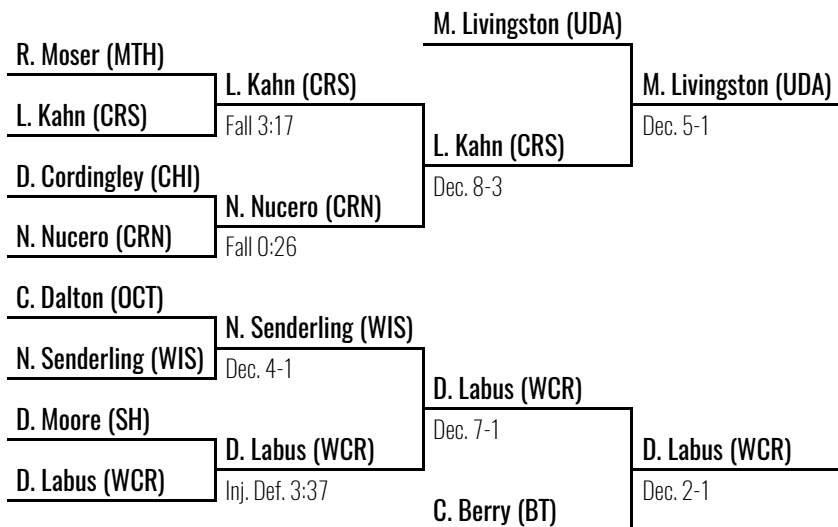 R. Moser (MTH)
L. Kahn (CRS)
D. Cordingley (CHI)
N. Nucero (CRN)
C. Dalton (OCT)
N. Senderling (WIS)
D. Moore (SH)
D. Labus (WCR)
L. Kahn (CRS)
Fall 3:17
N. Nucero (CRN)
Fall 0:26
N. Senderling (WIS)
Dec. 4-1
D. Labus (WCR)
Inj. Def. 3:37
M. Livingston (UDA)
L. Kahn (CRS)
Dec. 8-3
D. Labus (WCR)
Dec. 7-1
C. Berry (BT)
M. Livingston (UDA)
Dec. 5-1
D. Labus (WCR)
Dec. 2-1